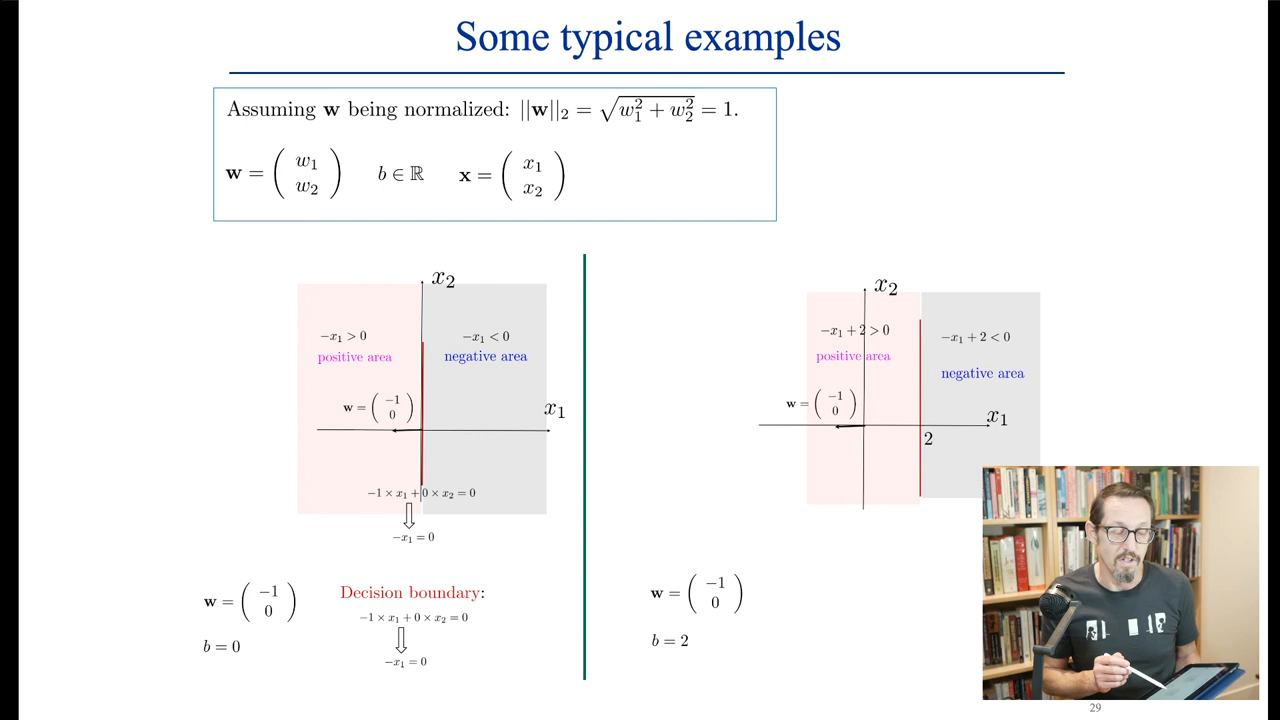 Some typical examples
Assuming w being normalized: ||w||₂ = √(w₁² + w₂²) = 1.
w = ( w₁ w₂ ) b ∈ ℝ x = ( x₁ x₂ )
x₂
−x₁ > 0
positive area
−x₁ < 0
negative area
w = ( −1 0 )
x₁
−1 × x₁ + 0 × x₂ = 0
−x₁ = 0
w = ( −1 0 )
b = 0
Decision boundary:
−1 × x₁ + 0 × x₂ = 0
−x₁ = 0
x₂
−x₁ + 2 > 0
positive area
−x₁ + 2 < 0
negative area
w = ( −1 0 )
x₁
2
w = ( −1 0 )
b = 2
29